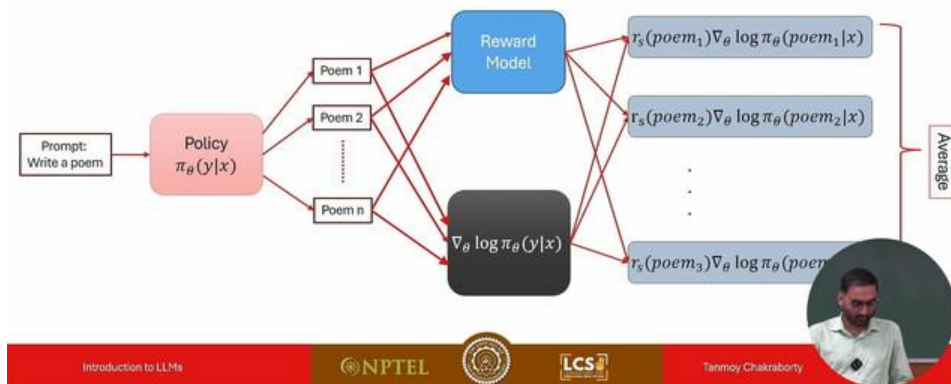 Prompt:
Write a poem
Policy
π_θ(y|x)
Poem 1
Poem 2
Poem n
Reward
Model
∇_θ log π_θ(y|x)
r_s(poem_1)∇_θ log π_θ(poem_1|x)
r_s(poem_2)∇_θ log π_θ(poem_2|x)
r_s(poem_3)∇_θ log π_θ(poem
Average
Introduction to LLMs
NPTEL
LCS
Tanmoy Chakraborty